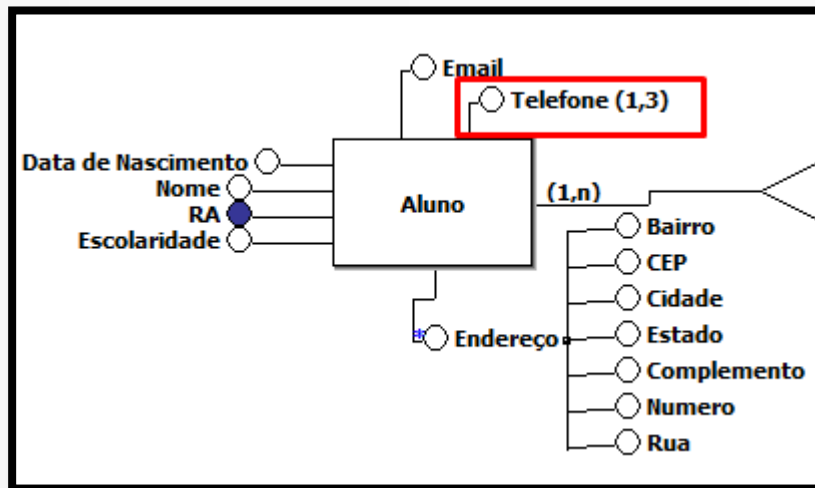 Email
Telefone (1,3)
Data de Nascimento
Nome
RA
Escolaridade
Aluno
(1,n)
Bairro
CEP
Cidade
Estado
Complemento
Numero
Rua
*Endereço